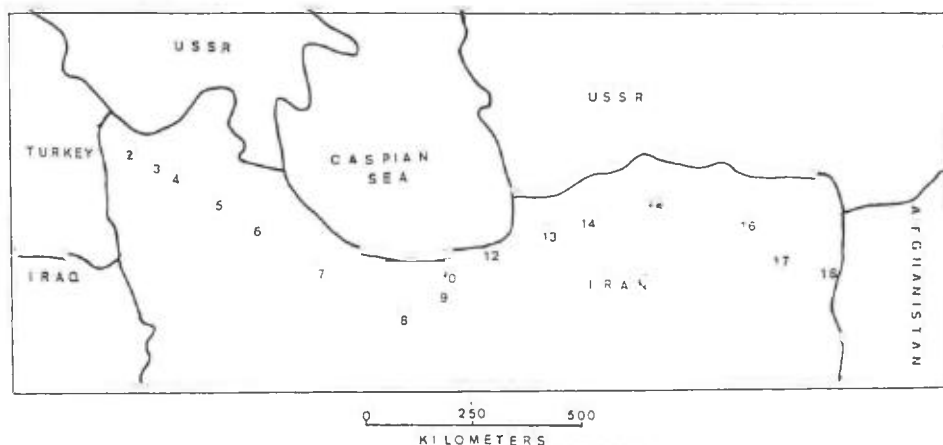 USSR
USSR
TURKEY
CASPIAN
SEA
2
3
4
5
6
7
8
9
12
13
14
16
17
18
IRAQ
IRAN
AFGHANISTAN
0 250 500
KILOMETERS